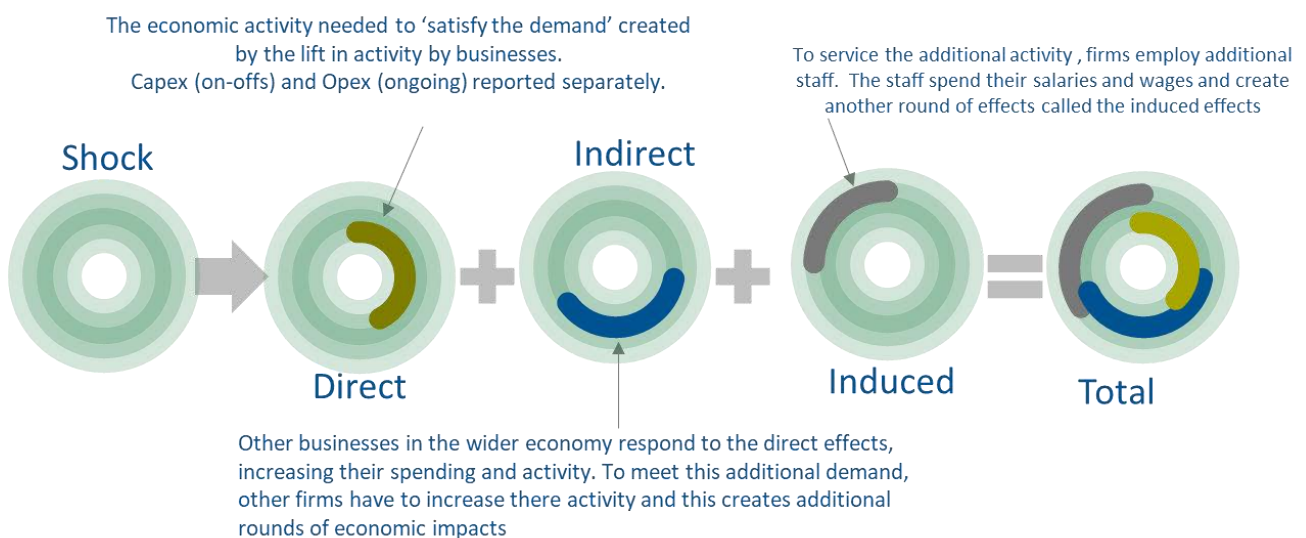 The economic activity needed to ‘satisfy the demand’ created
by the lift in activity by businesses.
Capex (on-offs) and Opex (ongoing) reported separately.
To service the additional activity , firms employ additional
staff.  The staff spend their salaries and wages and create
another round of effects called the induced effects
Shock
Indirect
Direct
Induced
Total
Other businesses in the wider economy respond to the direct effects,
increasing their spending and activity. To meet this additional demand,
other firms have to increase there activity and this creates additional
rounds of economic impacts